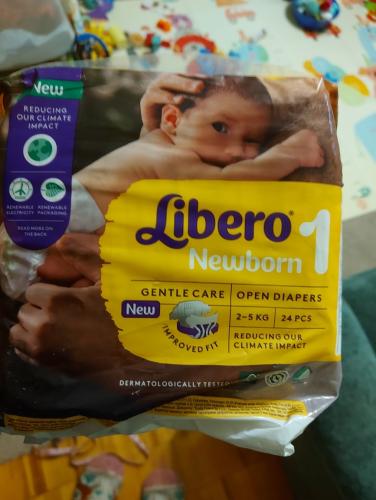 New
REDUCING
OUR CLIMATE
IMPACT
RENEWABLE
ELECTRICITY
RENEWABLE
PACKAGING
READ MORE ON
THE BACK
Libero 1
Newborn
GENTLE CARE
OPEN DIAPERS
New
2-5 KG
24 PCS
IMPROVED FIT
REDUCING OUR
CLIMATE IMPACT
DERMATOLOGICALLY TESTED